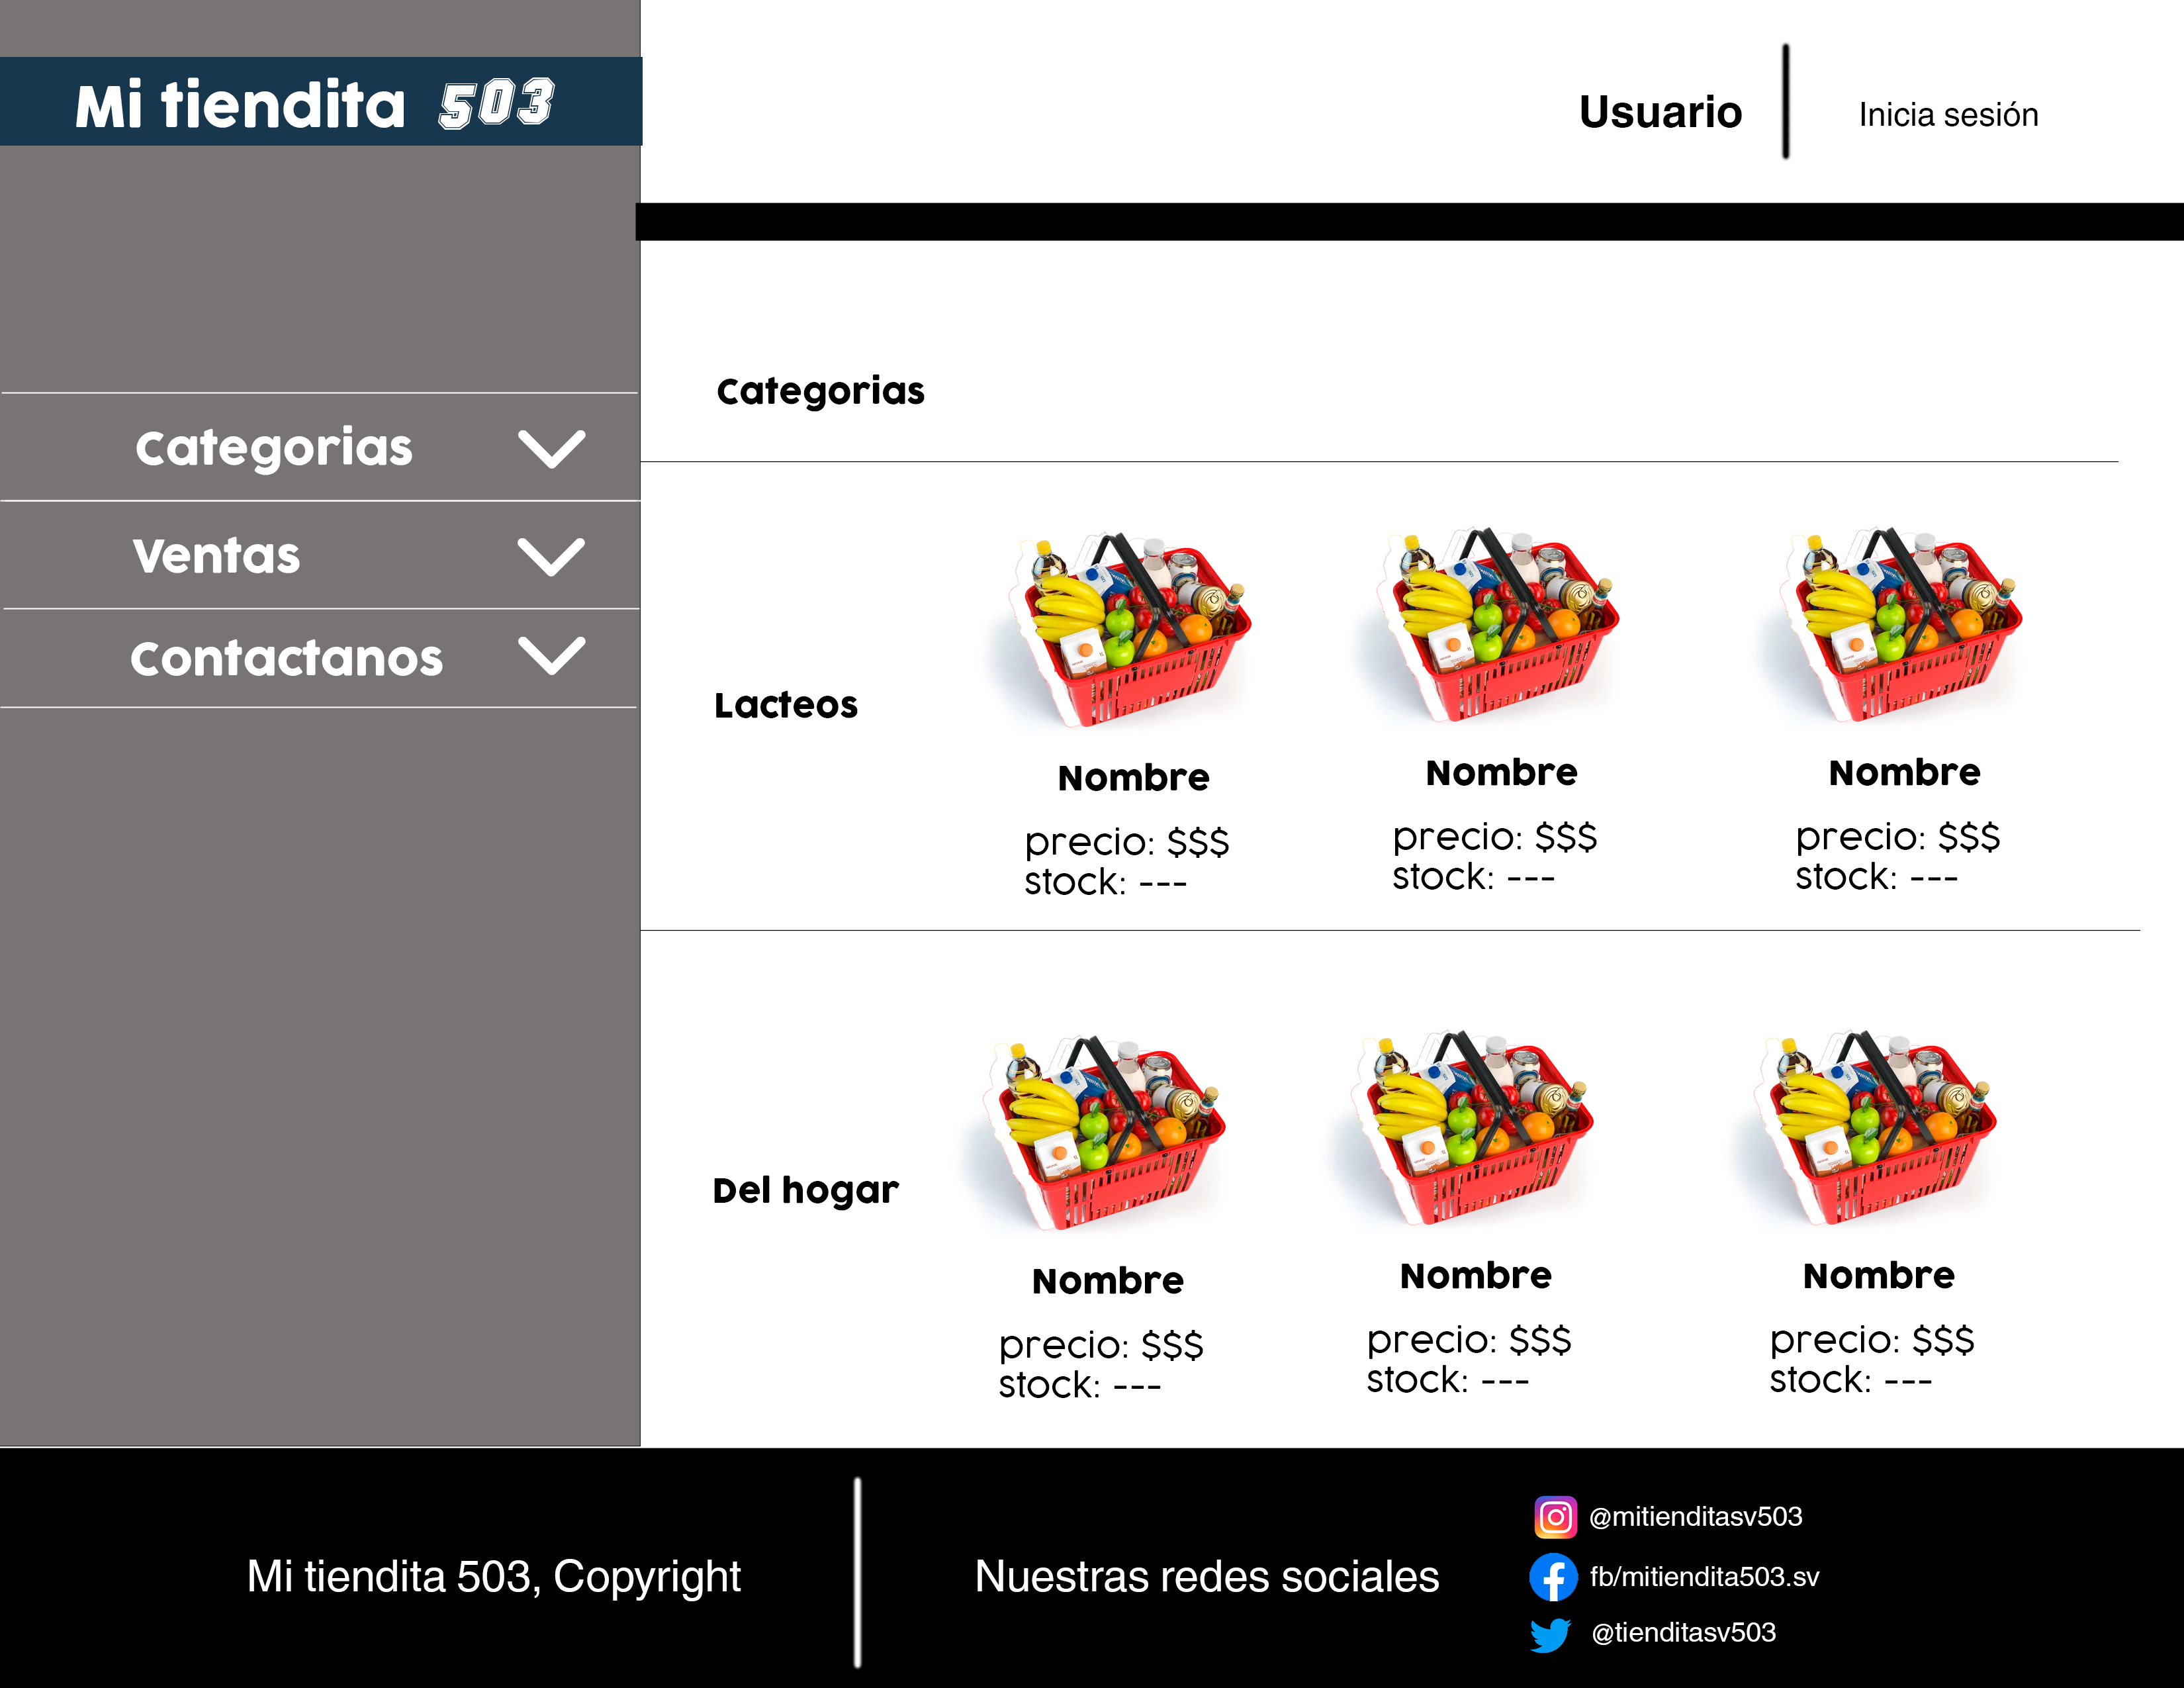 Mi tiendita 503
Usuario
Inicia sesión
Categorias
Ventas
Contactanos
Categorias
Lacteos
Nombre
precio: $$$
stock: ---
Nombre
precio: $$$
stock: ---
Nombre
precio: $$$
stock: ---
Del hogar
Nombre
precio: $$$
stock: ---
Nombre
precio: $$$
stock: ---
Nombre
precio: $$$
stock: ---
Mi tiendita 503, Copyright
Nuestras redes sociales
@mitienditasv503
fb/mitiendita503.sv
@tienditasv503